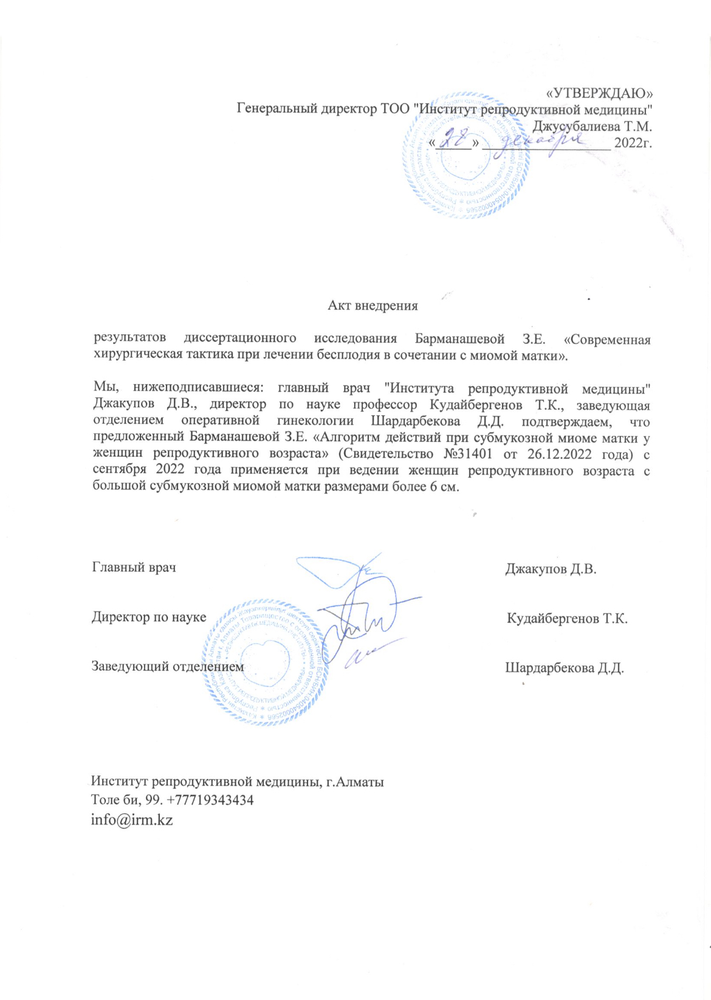 «УТВЕРЖДАЮ»
Генеральный директор ТОО "Институт репродуктивной медицины"
Джусубалиева Т.М.
«28» декабря 2022г.
Акт внедрения
результатов диссертационного исследования Барманашевой З.Е. «Современная
хирургическая тактика при лечении бесплодия в сочетании с миомой матки».
Мы, нижеподписавшиеся: главный врач "Института репродуктивной медицины"
Джакупов Д.В., директор по науке профессор Кудайбергенов Т.К., заведующая
отделением оперативной гинекологии Шардарбекова Д.Д. подтверждаем, что
предложенный Барманашевой З.Е. «Алгоритм действий при субмукозной миоме матки у
женщин репродуктивного возраста» (Свидетельство №31401 от 26.12.2022 года) с
сентября 2022 года применяется при ведении женщин репродуктивного возраста с
большой субмукозной миомой матки размерами более 6 см.
Главный врач Джакупов Д.В.
Директор по науке Кудайбергенов Т.К.
Заведующий отделением Шардарбекова Д.Д.
Институт репродуктивной медицины, г.Алматы
Толе би, 99. +77719343434
info@irm.kz